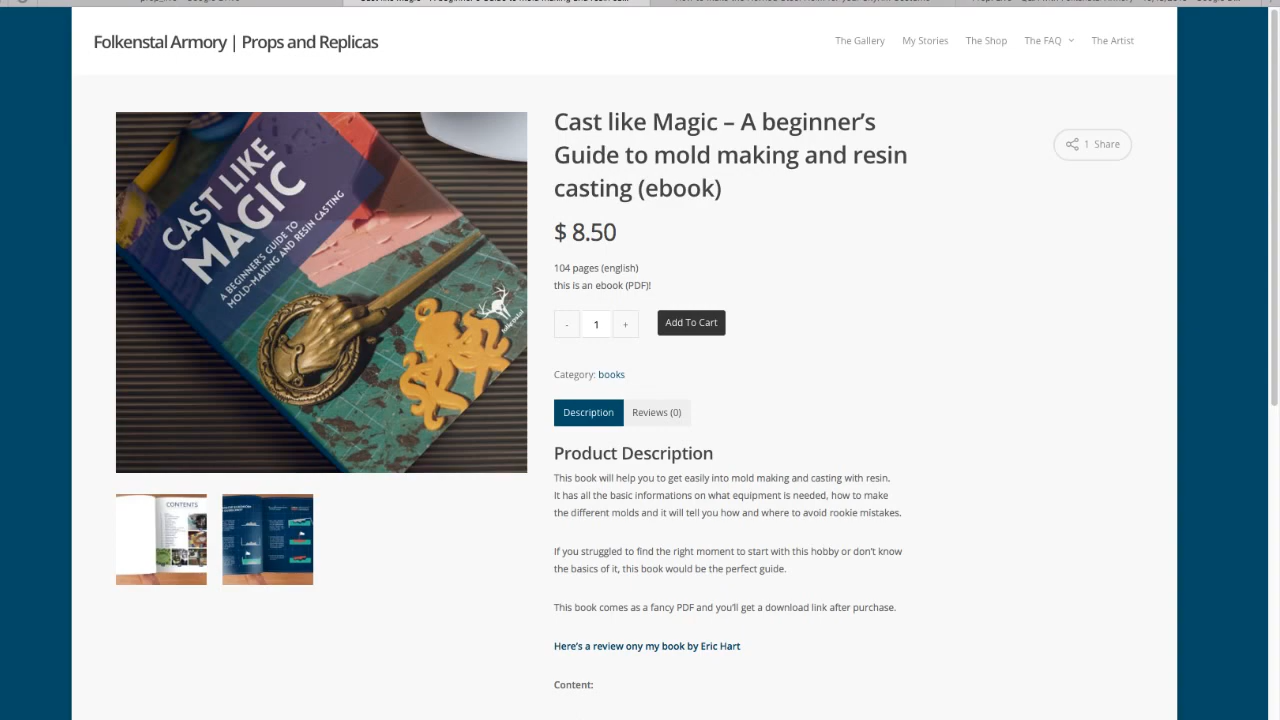 Folkenstal Armory | Props and Replicas
The Gallery
My Stories
The Shop
The FAQ
The Artist
CAST LIKE
MAGIC
A BEGINNER'S GUIDE TO
MOLD-MAKING AND RESIN CASTING
Cast like Magic – A beginner's
Guide to mold making and resin
casting (ebook)
1 Share
$ 8.50
104 pages (english)
this is an ebook (PDF)!
- 1 +
Add To Cart
Category: books
Description
Reviews (0)
Product Description
This book will help you to get easily into mold making and casting with resin.
It has all the basic informations on what equipment is needed, how to make
the different molds and it will tell you how and where to avoid rookie mistakes.
If you struggled to find the right moment to start with this hobby or don't know
the basics of it, this book would be the perfect guide.
This book comes as a fancy PDF and you'll get a download link after purchase.
Here's a review ony my book by Eric Hart
Content:
CONTENTS